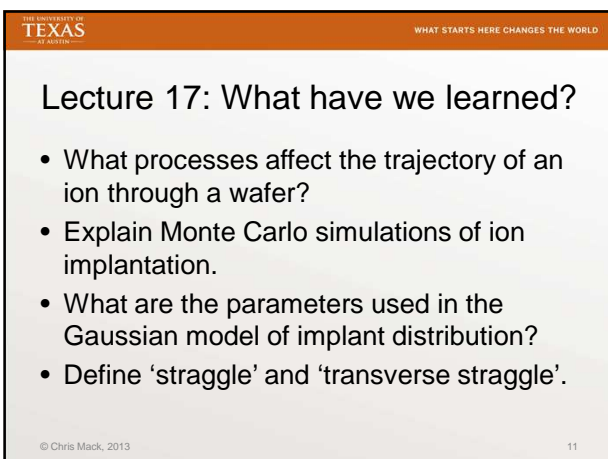 THE UNIVERSITY OF
TEXAS
AT AUSTIN
WHAT STARTS HERE CHANGES THE WORLD
Lecture 17: What have we learned?
• What processes affect the trajectory of an
ion through a wafer?
• Explain Monte Carlo simulations of ion
implantation.
• What are the parameters used in the
Gaussian model of implant distribution?
• Define ‘straggle’ and ‘transverse straggle’.
© Chris Mack, 2013
11